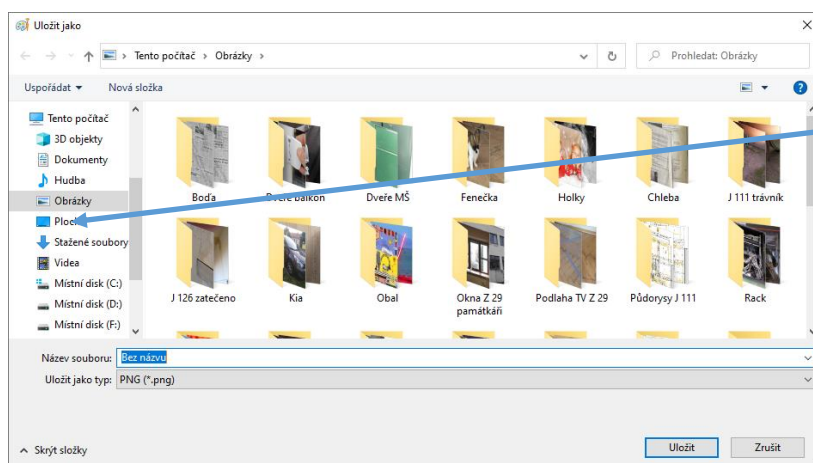 Uložit jako
Tento počítač › Obrázky ›
Prohledat: Obrázky
Uspořádat
Nová složka
Tento počítač
3D objekty
Dokumenty
Hudba
Obrázky
Stažené soubory
Videa
Místní disk (C:)
Místní disk (D:)
Místní disk (F:)
Boďa
balkon
Dveře MŠ
Fenečka
Holky
Chleba
J 111 trávník
J 126 zatečeno
Kia
Obal
Okna Z 29
památkáři
Podlaha TV Z 29
Půdorysy J 111
Rack
Název souboru: Bez názvu
Uložit jako typ: PNG (*.png)
Skrýt složky
Uložit
Zrušit